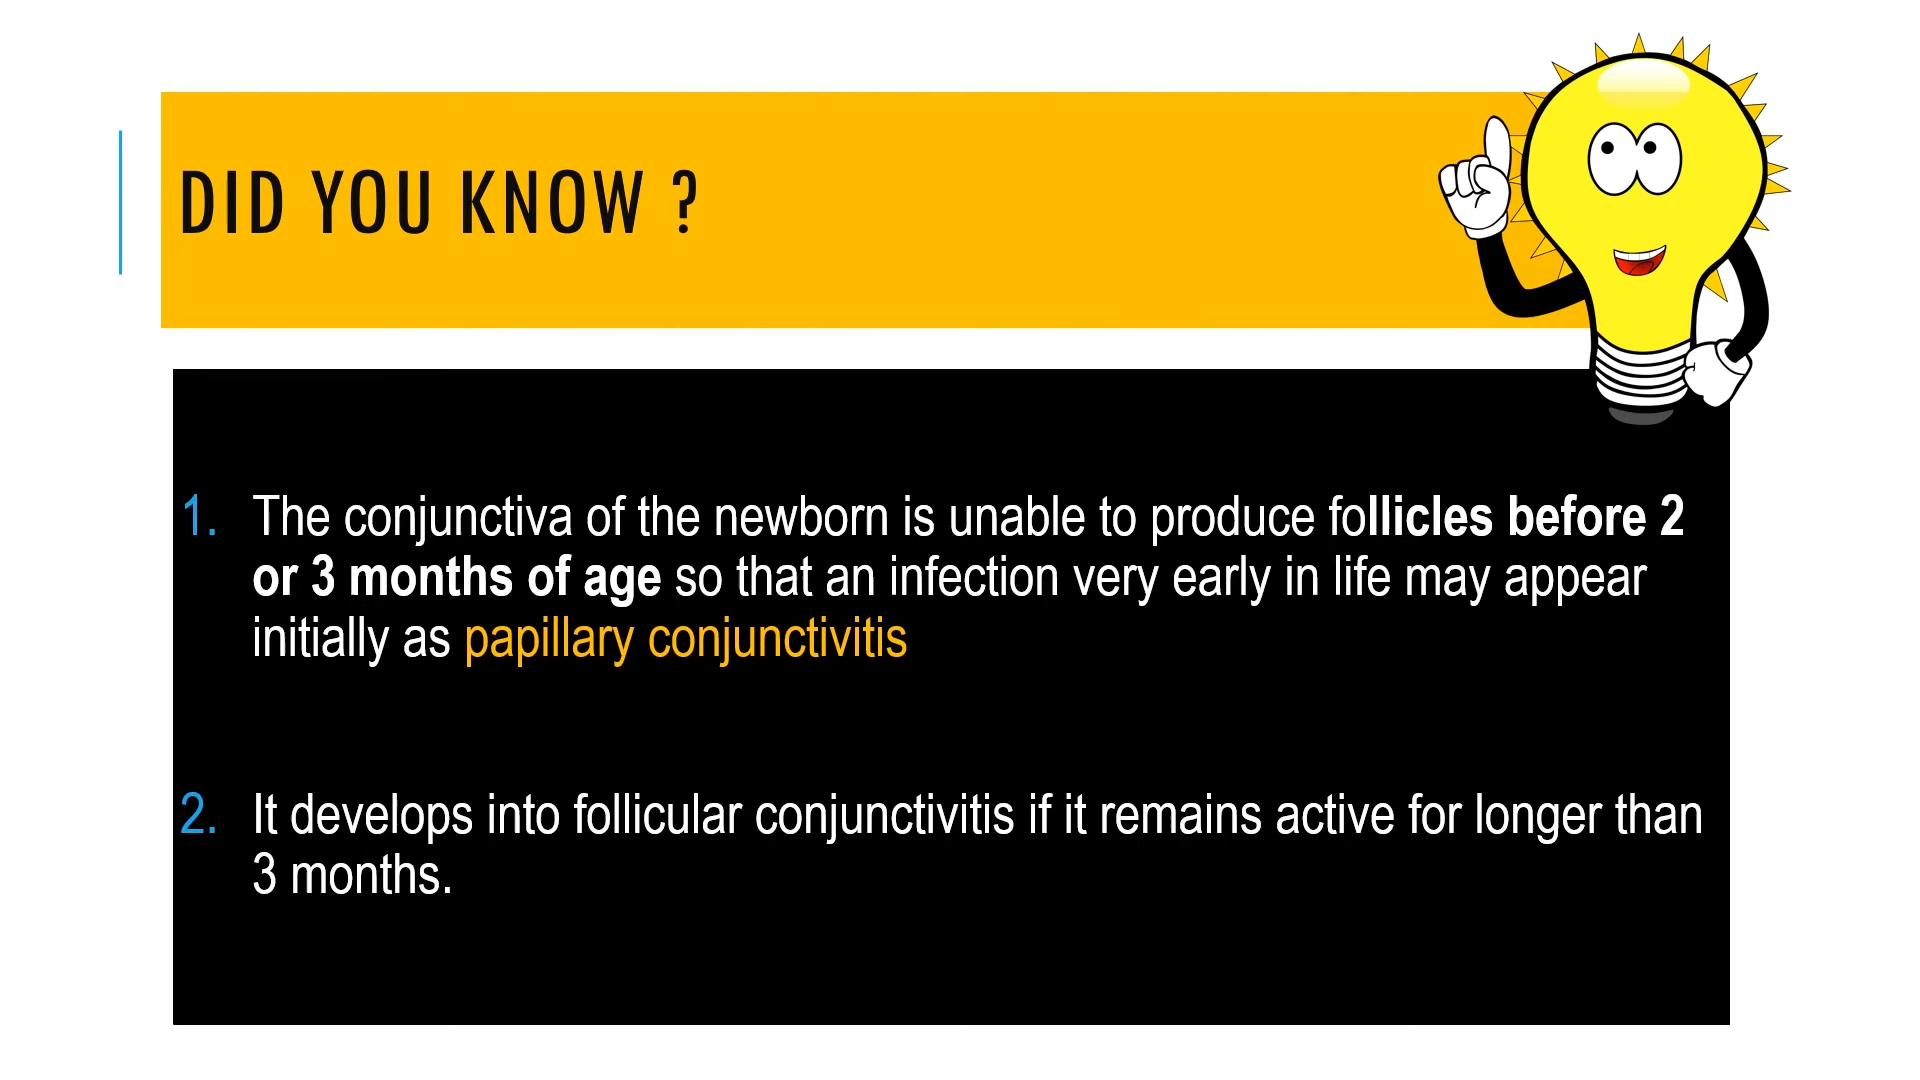 DID YOU KNOW ?
1. The conjunctiva of the newborn is unable to produce follicles before 2
or 3 months of age so that an infection very early in life may appear
initially as papillary conjunctivitis
2. It develops into follicular conjunctivitis if it remains active for longer than
3 months.